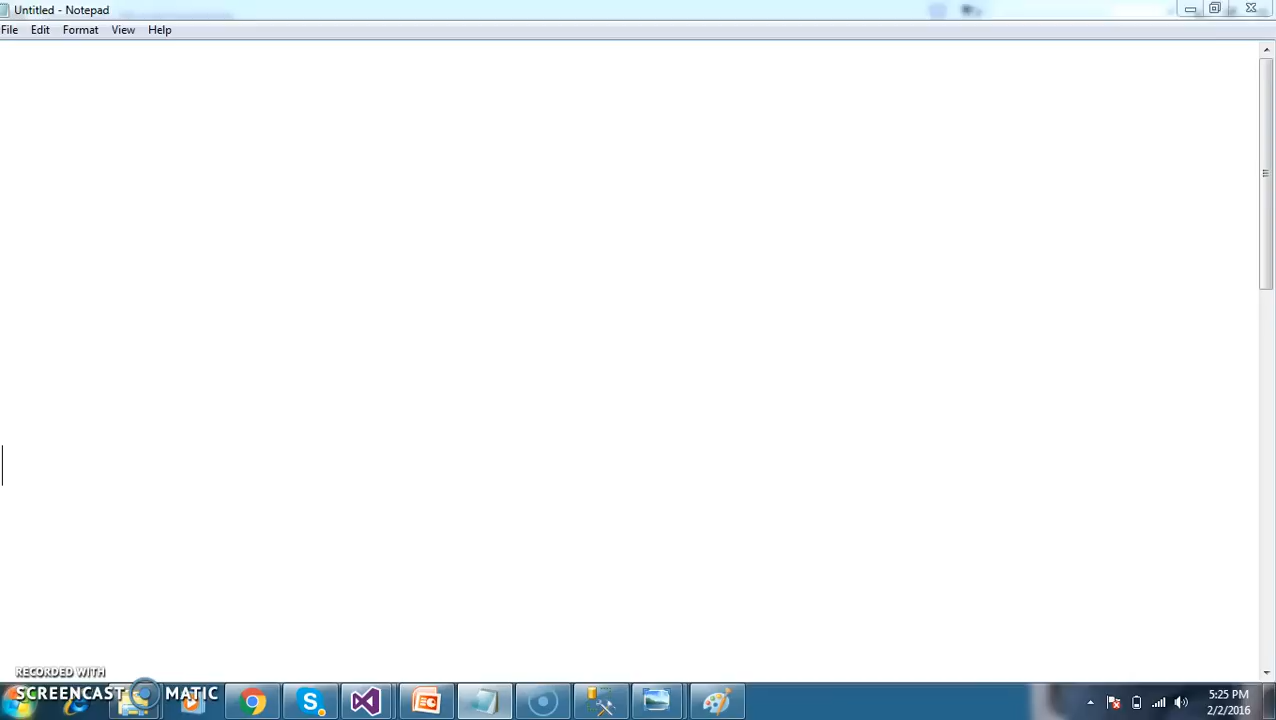 Untitled - Notepad
File Edit Format View Help
RECORDED WITH
SCREENCAST MATIC
5:25 PM
2/2/2016